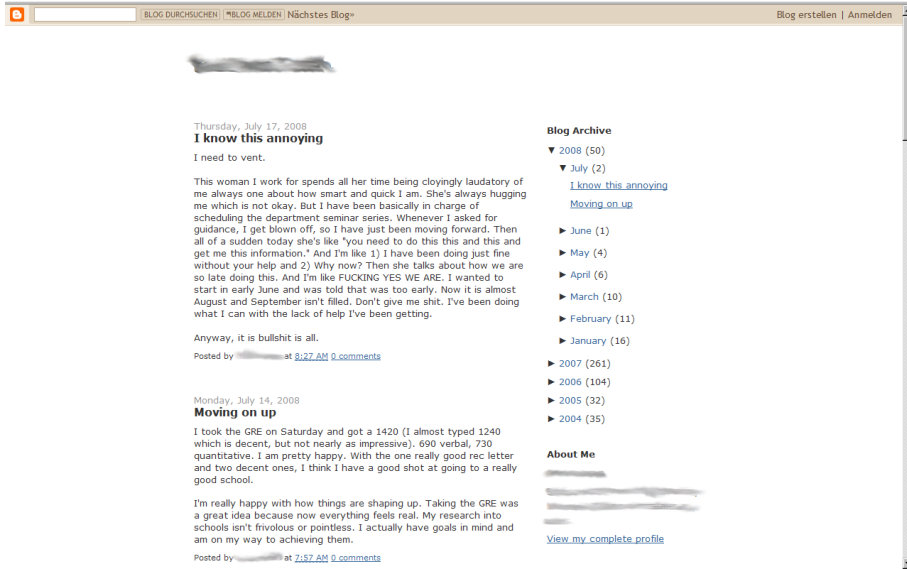 BLOG DURCHSUCHEN BLOG MELDEN Nächstes Blog» Blog erstellen | Anmelden
Thursday, July 17, 2008
I know this annoying
I need to vent.
This woman I work for spends all her time being cloyingly laudatory of
me always one about how smart and quick I am. She's always hugging
me which is not okay. But I have been basically in charge of
scheduling the department seminar series. Whenever I asked for
guidance, I get blown off, so I have just been moving forward. Then
all of a sudden today she's like "you need to do this this and this and
get me this information." And I'm like 1) I have been doing just fine
without your help and 2) Why now? Then she talks about how we are
so late doing this. And I'm like FUCKING YES WE ARE. I wanted to
start in early June and was told that was too early. Now it is almost
August and September isn't filled. Don't give me shit. I've been doing
what I can with the lack of help I've been getting.
Anyway, it is bullshit is all.
Posted by at 8:27 AM 0 comments
Monday, July 14, 2008
Moving on up
I took the GRE on Saturday and got a 1420 (I almost typed 1240
which is decent, but not nearly as impressive). 690 verbal, 730
quantitative. I am pretty happy. With the one really good rec letter
and two decent ones, I think I have a good shot at going to a really
good school.
I'm really happy with how things are shaping up. Taking the GRE was
a great idea because now everything feels real. My research into
schools isn't frivolous or pointless. I actually have goals in mind and
am on my way to achieving them.
Posted by at 7:57 AM 0 comments
Blog Archive
▼ 2008 (50)
▼ July (2)
I know this annoying
Moving on up
► June (1)
► May (4)
► April (6)
► March (10)
► February (11)
► January (16)
► 2007 (261)
► 2006 (104)
► 2005 (32)
► 2004 (35)
About Me
View my complete profile